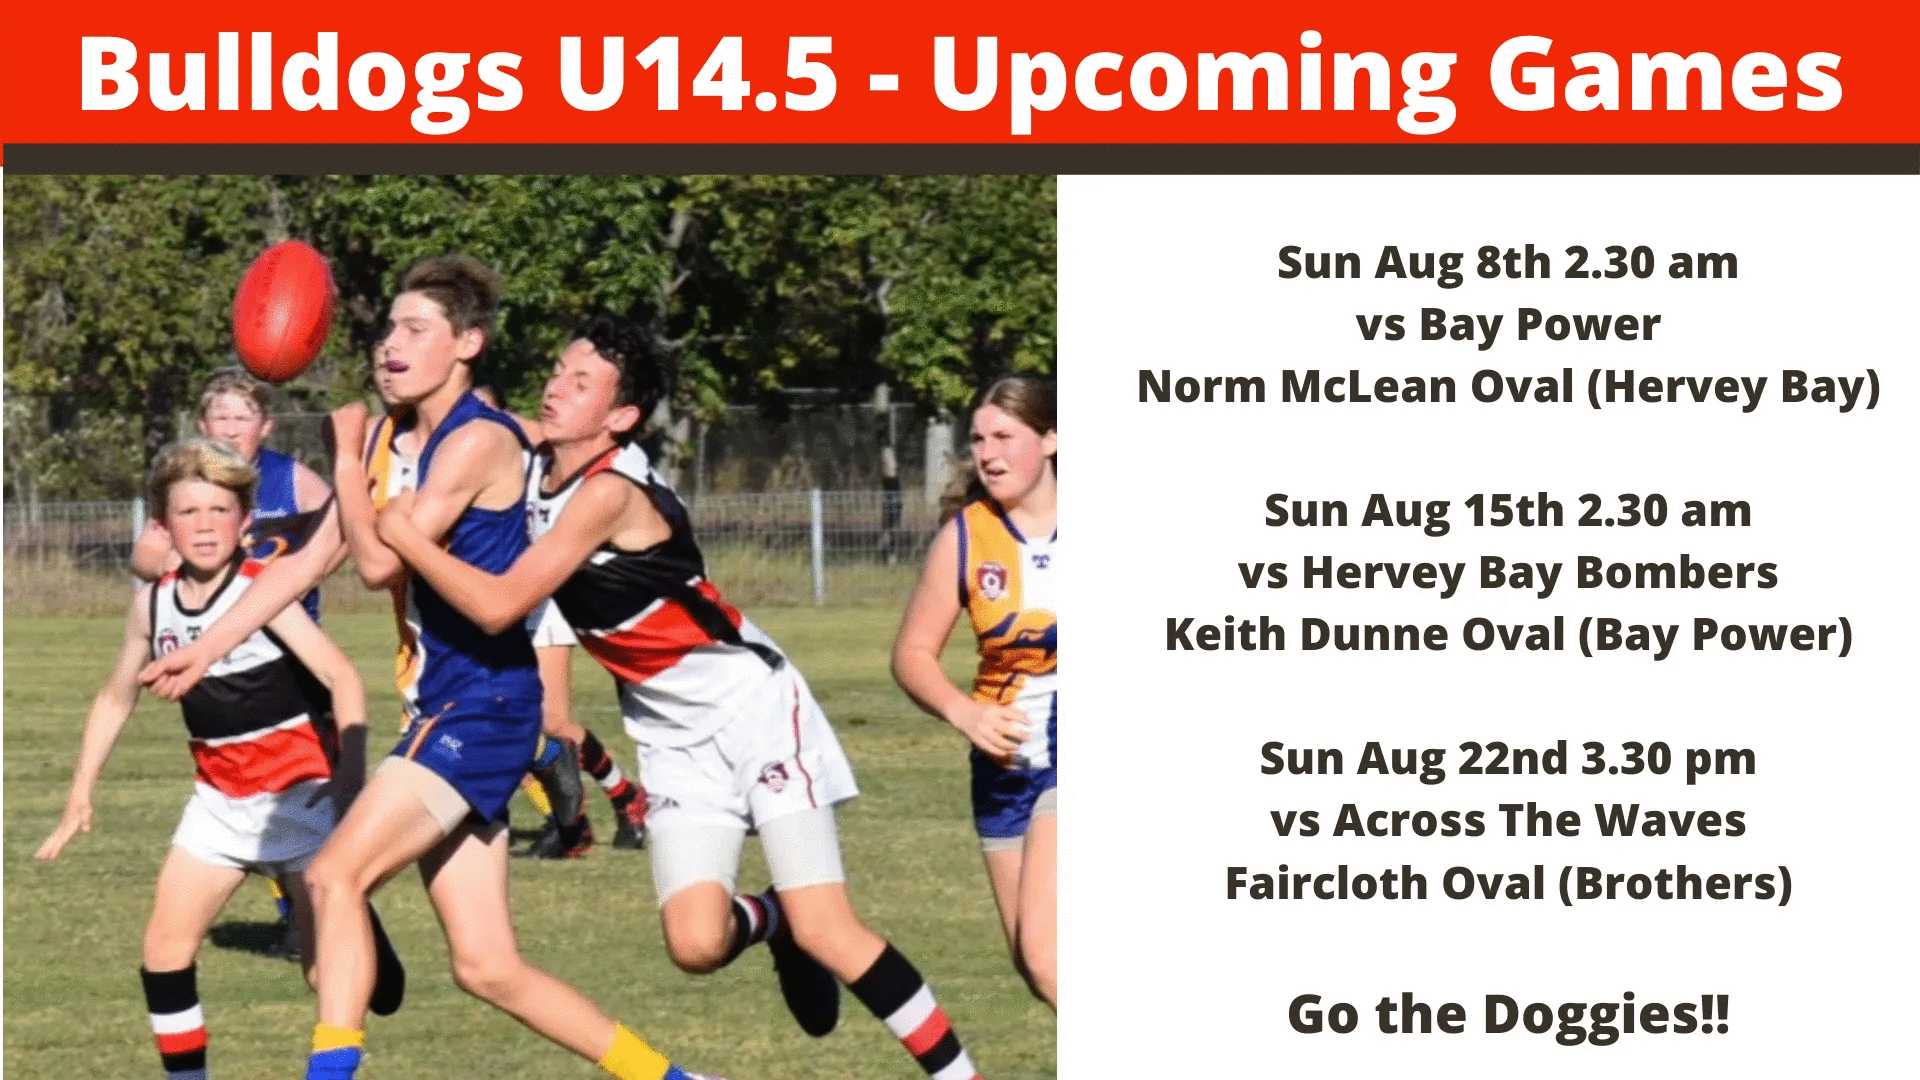 Bulldogs U14.5 - Upcoming Games
Sun Aug 8th 2.30 am
vs Bay Power
Norm McLean Oval (Hervey Bay)
Sun Aug 15th 2.30 am
vs Hervey Bay Bombers
Keith Dunne Oval (Bay Power)
Sun Aug 22nd 3.30 pm
vs Across The Waves
Faircloth Oval (Brothers)
Go the Doggies!!